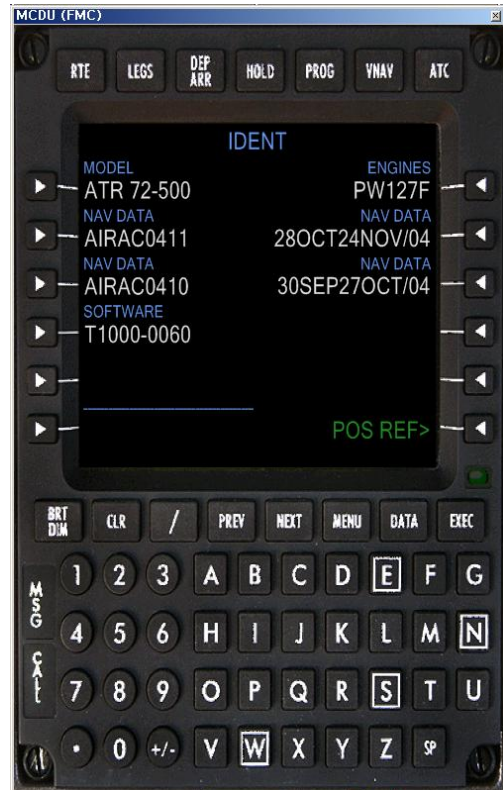 MCDU (FMC)
RTE LEGS DEP ARR HOLD PROG VNAV ATC
IDENT
MODEL ENGINES
ATR 72-500 PW127F
NAV DATA NAV DATA
AIRAC0411 28OCT24NOV/04
NAV DATA NAV DATA
AIRAC0410 30SEP27OCT/04
SOFTWARE
T1000-0060
POS REF>
BRT DIM CLR / PREV NEXT MENU DATA EXEC
MSG 1 2 3 A B C D E F G
4 5 6 H I J K L M N
CALL 7 8 9 O P Q R S T U
. 0 +/- V W X Y Z SP